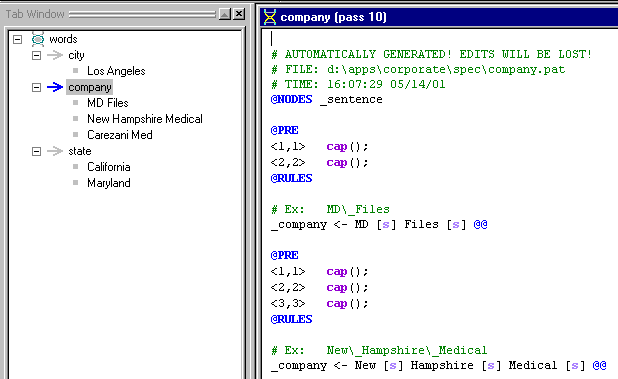 Tab Window
words
city
Los Angeles
company
MD Files
New Hampshire Medical
Carezani Med
state
California
Maryland
company (pass 10)
# AUTOMATICALLY GENERATED! EDITS WILL BE LOST!
# FILE: d:\apps\corporate\spec\company.pat
# TIME: 16:07:29 05/14/01
@NODES _sentence
@PRE
<1,1> cap();
<2,2> cap();
@RULES
# Ex: MD\_Files
_company <- MD [s] Files [s] @@
@PRE
<1,1> cap();
<2,2> cap();
<3,3> cap();
@RULES
# Ex: New\_Hampshire\_Medical
_company <- New [s] Hampshire [s] Medical [s] @@